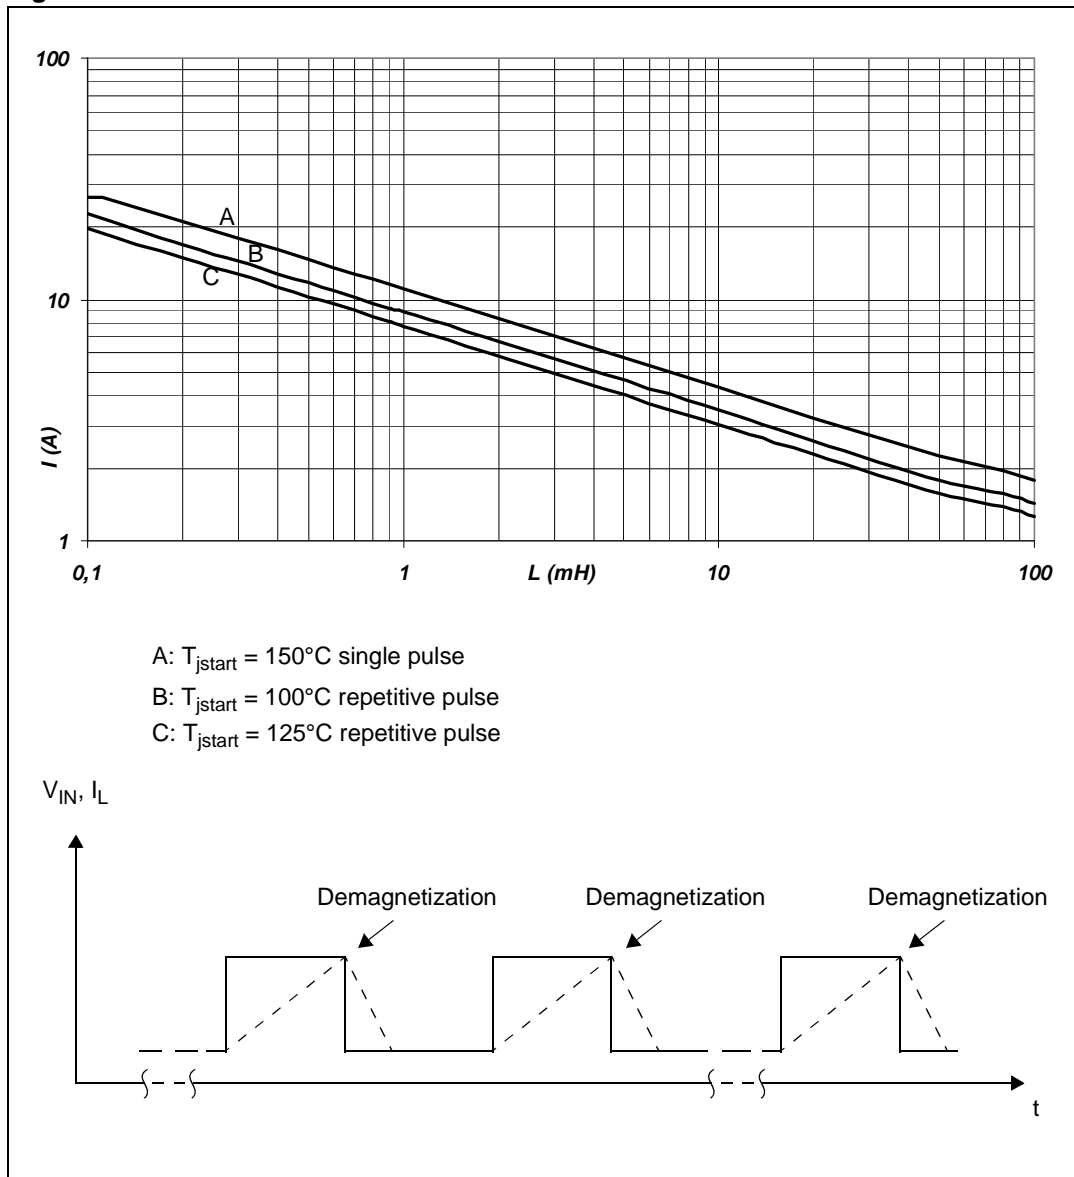 100
A
B
C
10
I (A)
1
0,1 1 L (mH) 10 100
A: Tjstart = 150°C single pulse
B: Tjstart = 100°C repetitive pulse
C: Tjstart = 125°C repetitive pulse
VIN, IL
Demagnetization Demagnetization Demagnetization
t